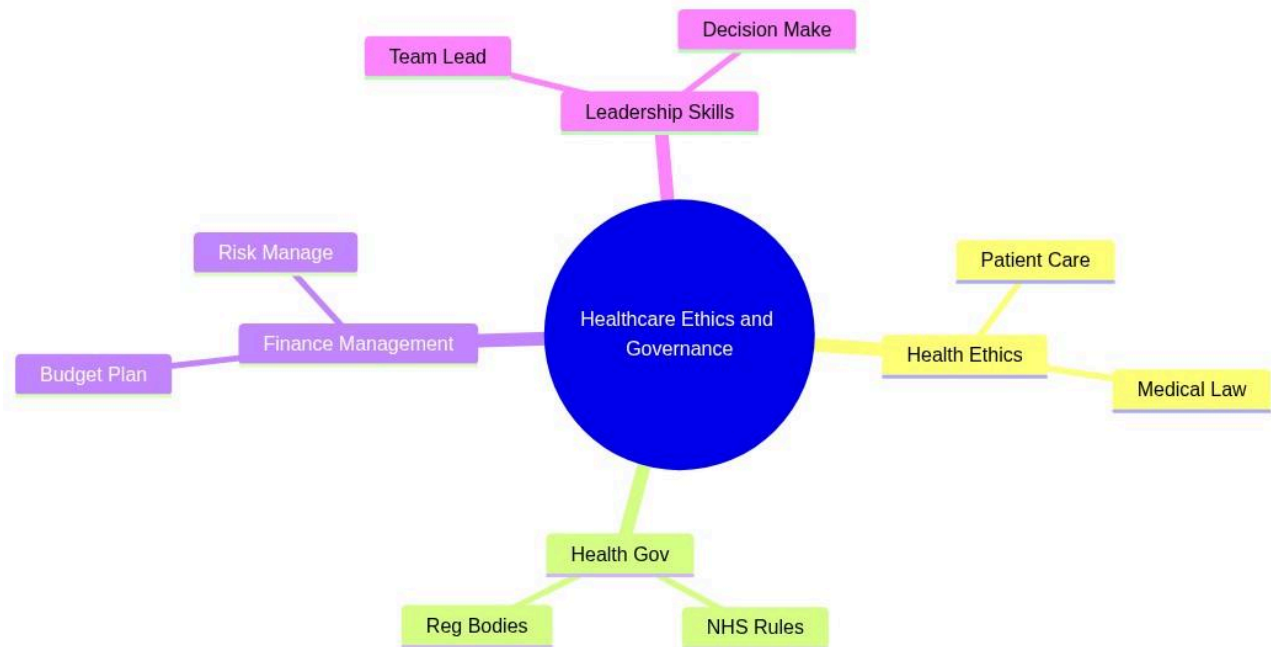 Decision Make
Team Lead
Leadership Skills
Risk Manage
Patient Care
Healthcare Ethics and
Governance
Finance Management
Health Ethics
Budget Plan
Medical Law
Health Gov
Reg Bodies
NHS Rules